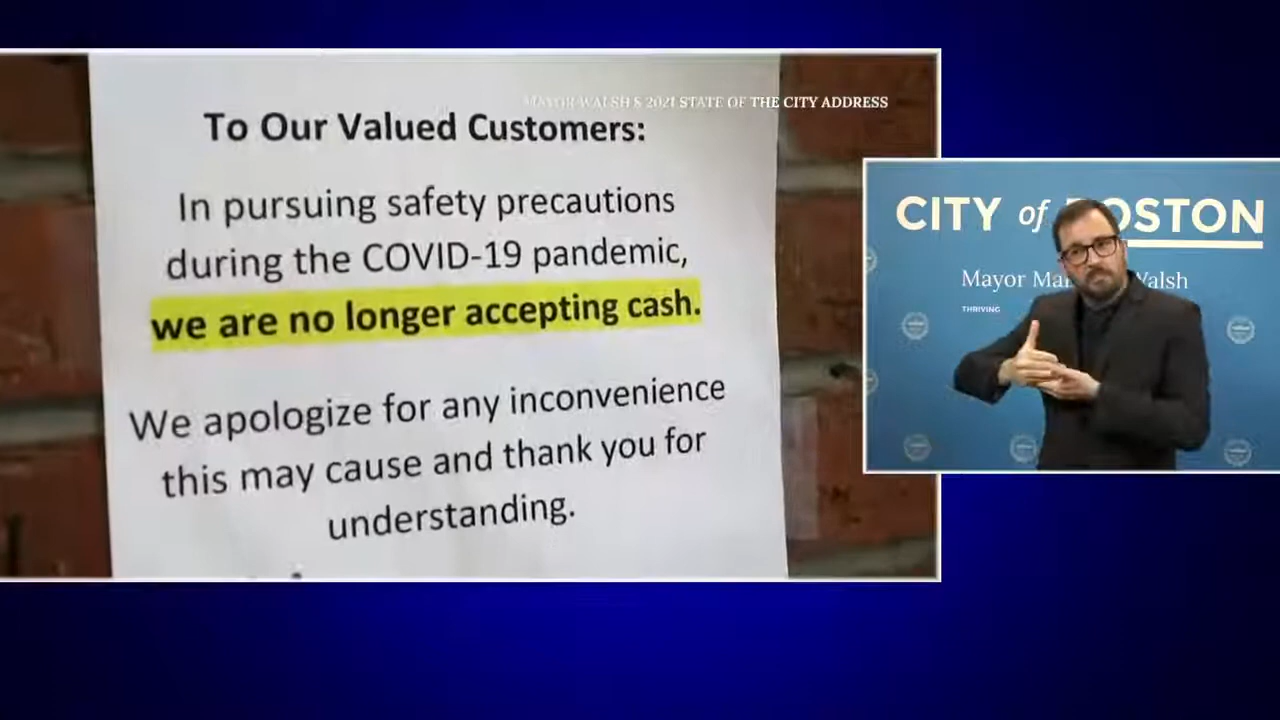 MAYOR WALSH'S 2021 STATE OF THE CITY ADDRESS
To Our Valued Customers:
In pursuing safety precautions
during the COVID-19 pandemic,
we are no longer accepting cash.
We apologize for any inconvenience
this may cause and thank you for
understanding.
CITY of BOSTON
Mayor Mar Walsh
THRIVING